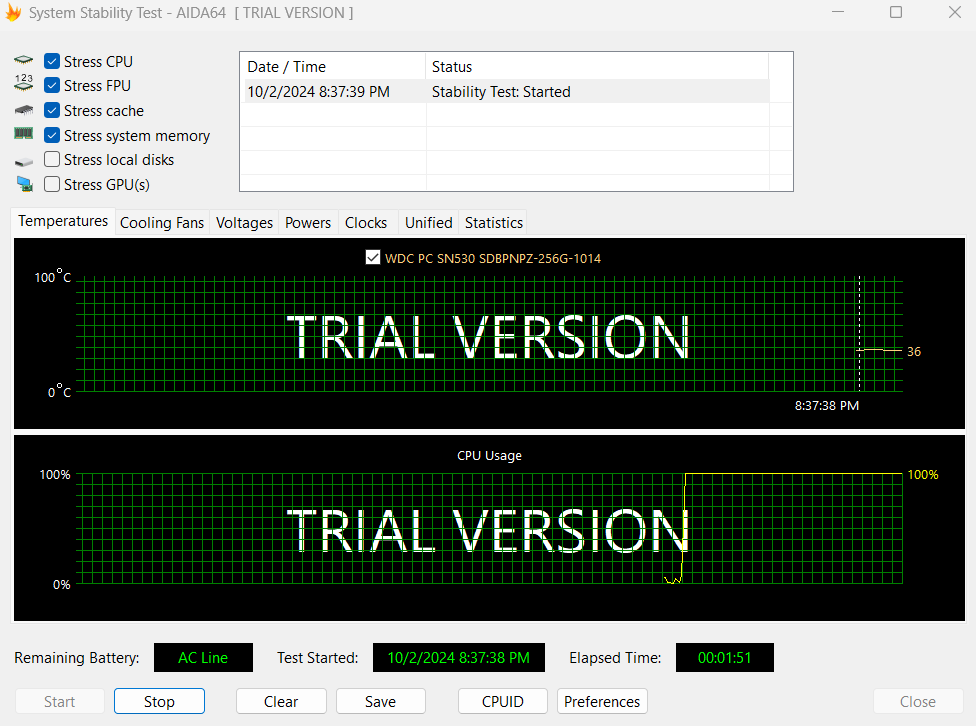 System Stability Test - AIDA64 [ TRIAL VERSION ]
Stress CPU
123
Stress FPU
Stress cache
Stress system memory
Stress local disks
Stress GPU(s)
Date / Time Status
10/2/2024 8:37:39 PM Stability Test: Started
Temperatures Cooling Fans Voltages Powers Clocks Unified Statistics
WDC PC SN530 SDBPNPZ-256G-1014
100°C
TRIAL VERSION
36
0°C
8:37:38 PM
CPU Usage
100% 100%
TRIAL VERSION
0%
Remaining Battery: AC Line Test Started: 10/2/2024 8:37:38 PM Elapsed Time: 00:01:51
Start Stop Clear Save CPUID Preferences Close